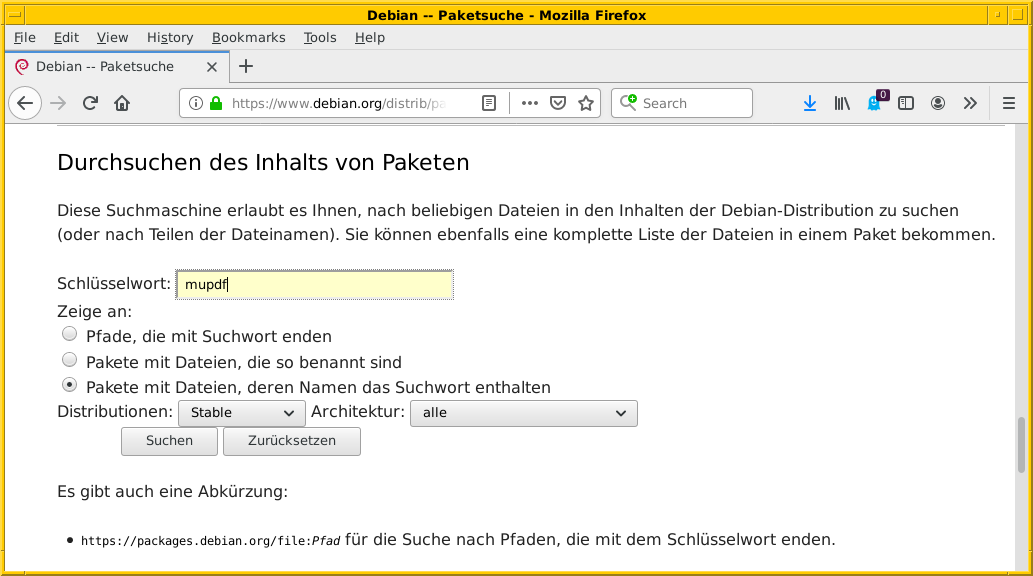 Debian -- Paketsuche - Mozilla Firefox
File Edit View History Bookmarks Tools Help
Debian -- Paketsuche
https://www.debian.org/distrib/pa
Search
0
Durchsuchen des Inhalts von Paketen
Diese Suchmaschine erlaubt es Ihnen, nach beliebigen Dateien in den Inhalten der Debian-Distribution zu suchen
(oder nach Teilen der Dateinamen). Sie können ebenfalls eine komplette Liste der Dateien in einem Paket bekommen.
Schlüsselwort: mupdf
Zeige an:
Pfade, die mit Suchwort enden
Pakete mit Dateien, die so benannt sind
Pakete mit Dateien, deren Namen das Suchwort enthalten
Distributionen: Stable Architektur: alle
Suchen Zurücksetzen
Es gibt auch eine Abkürzung:
• https://packages.debian.org/file:Pfad für die Suche nach Pfaden, die mit dem Schlüsselwort enden.